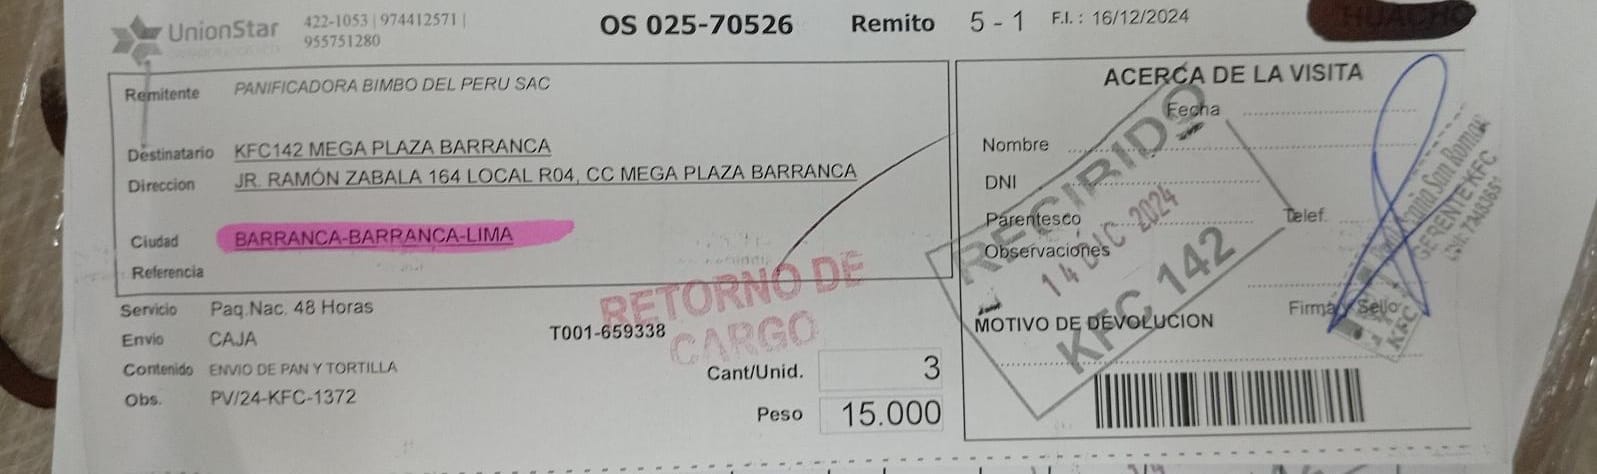 UnionStar
422-1053 | 974412571 |
955751280
OS 025-70526
Remito 5 - 1
F.I. : 16/12/2024
HUACHO
Remitente PANIFICADORA BIMBO DEL PERU SAC
Destinatario KFC142 MEGA PLAZA BARRANCA
Direccion JR. RAMÓN ZABALA 164 LOCAL R04, CC MEGA PLAZA BARRANCA
Ciudad BARRANCA-BARRANCA-LIMA
Referencia
Servicio Paq.Nac. 48 Horas
Envio CAJA
T001-659338
Contenido ENVIO DE PAN Y TORTILLA
Obs. PV/24-KFC-1372
RETORNO DE
CARGO
Cant/Unid. 3
Peso 15.000
ACERCA DE LA VISITA
Fecha
Nombre
DNI
Parentesco
Telef.
Observaciones
Firma y Sello
MOTIVO DE DEVOLUCION
RECIBIDO
14 DIC 2024
KFC 142
San Roman
GERENTE KFC
KFC